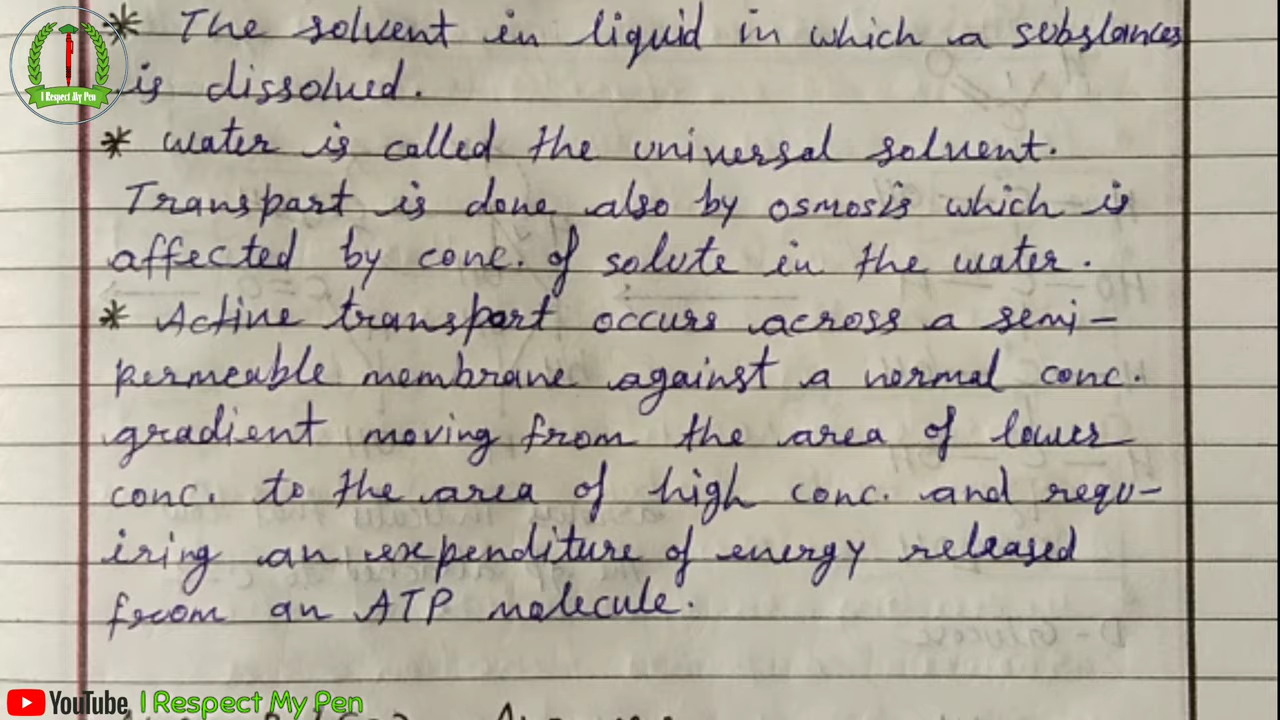 * The solvent in liquid in which a substances
is dissolved.
* water is called the universal solvent.
Transpart is done also by osmosis which is
affected by conc. of solute in the water.
* Active transport occurs across a semi-
permeable membrane against a normal conc.
gradient moving from the area of lower
conc. to the area of high conc. and requ-
iring an expenditure of energy released
from an ATP molecule.
I Respect My Pen
YouTube I Respect My Pen